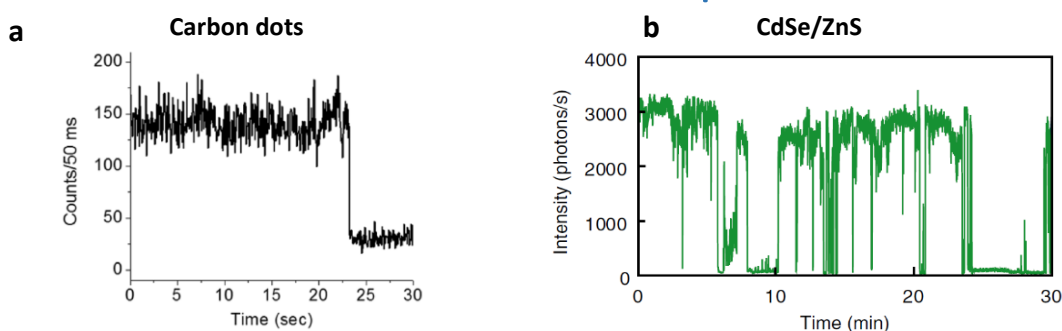 a
Carbon dots
200
150
100
50
0
Counts/50 ms
0 5 10 15 20 25 30
Time (sec)
b
CdSe/ZnS
4000
3000
2000
1000
0
Intensity (photons/s)
0 10 20 30
Time (min)